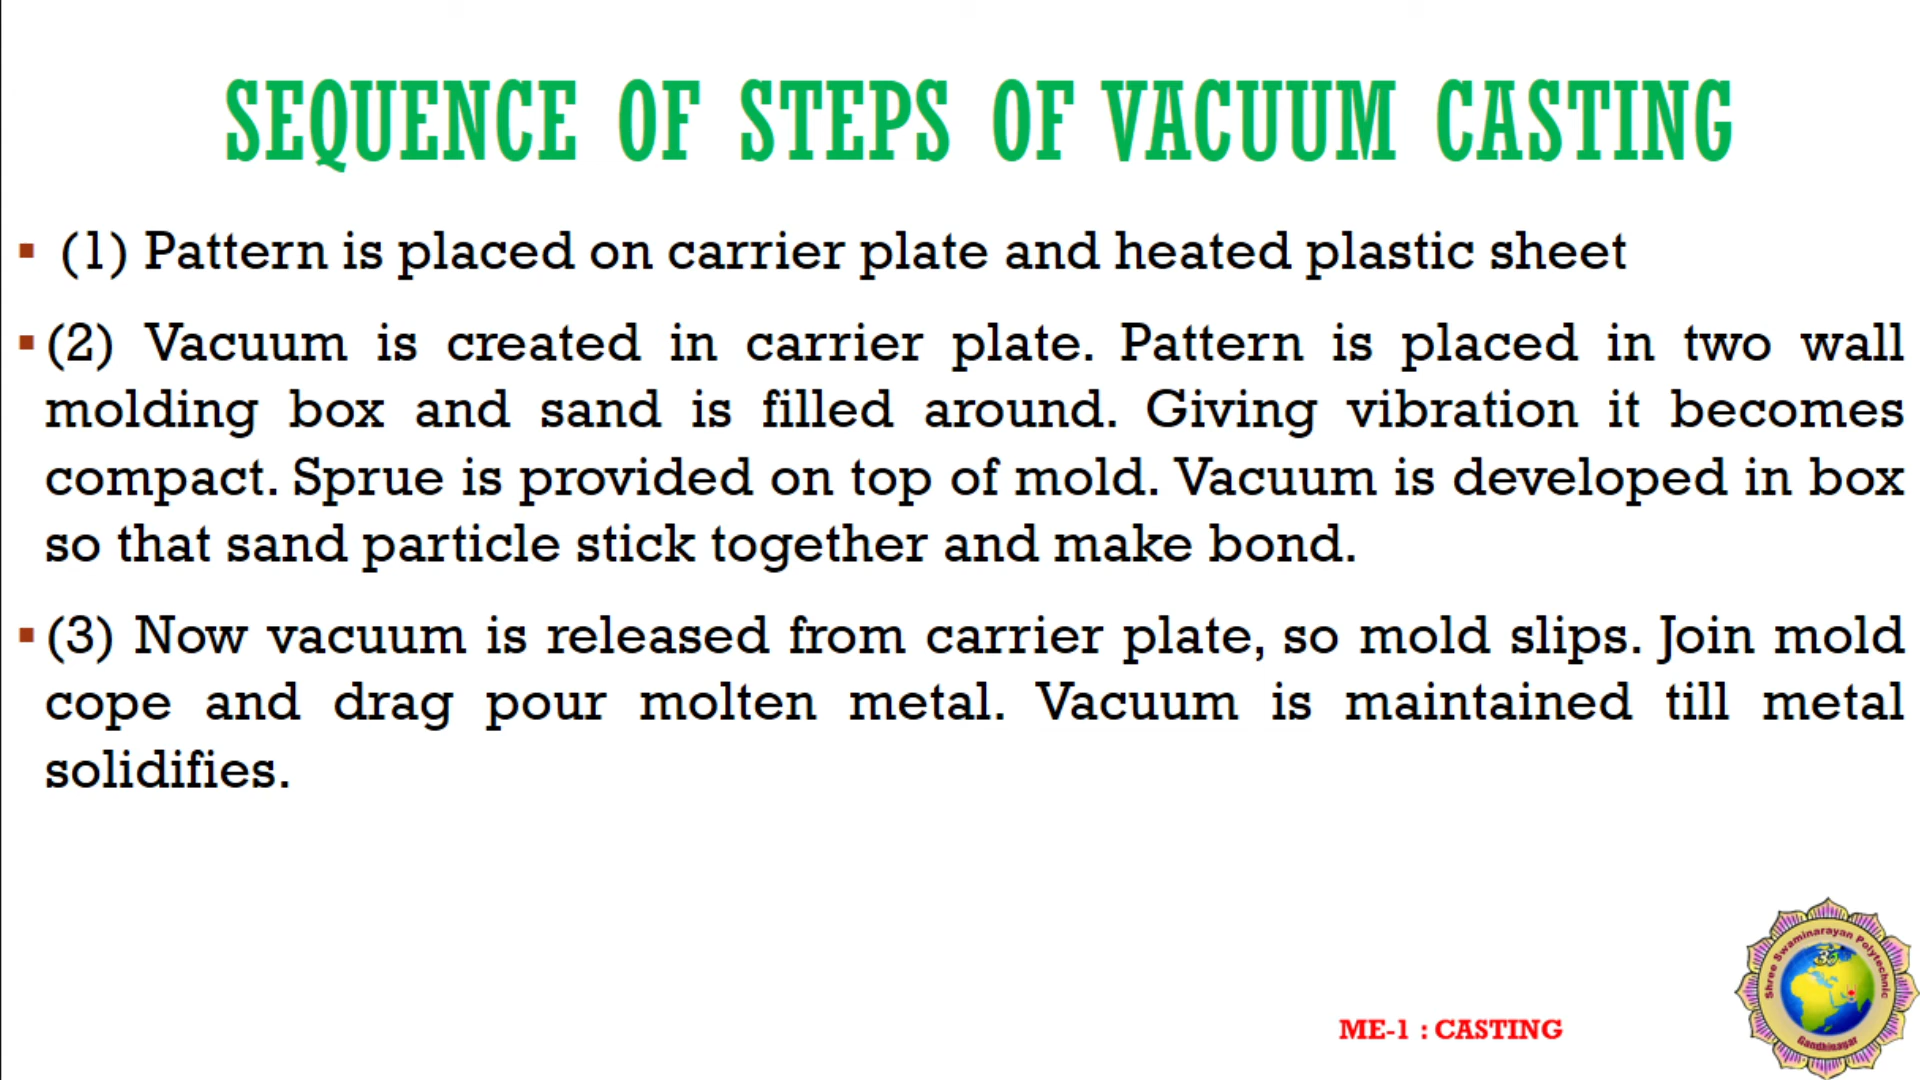 SEQUENCE OF STEPS OF VACUUM CASTING
▪ (1) Pattern is placed on carrier plate and heated plastic sheet
▪ (2) Vacuum is created in carrier plate. Pattern is placed in two wall
molding box and sand is filled around. Giving vibration it becomes
compact. Sprue is provided on top of mold. Vacuum is developed in box
so that sand particle stick together and make bond.
▪ (3) Now vacuum is released from carrier plate, so mold slips. Join mold
cope and drag pour molten metal. Vacuum is maintained till metal
solidifies.
Shree Swaminarayan Polytechnic
ॐ
Gandhinagar
ME-1 : CASTING